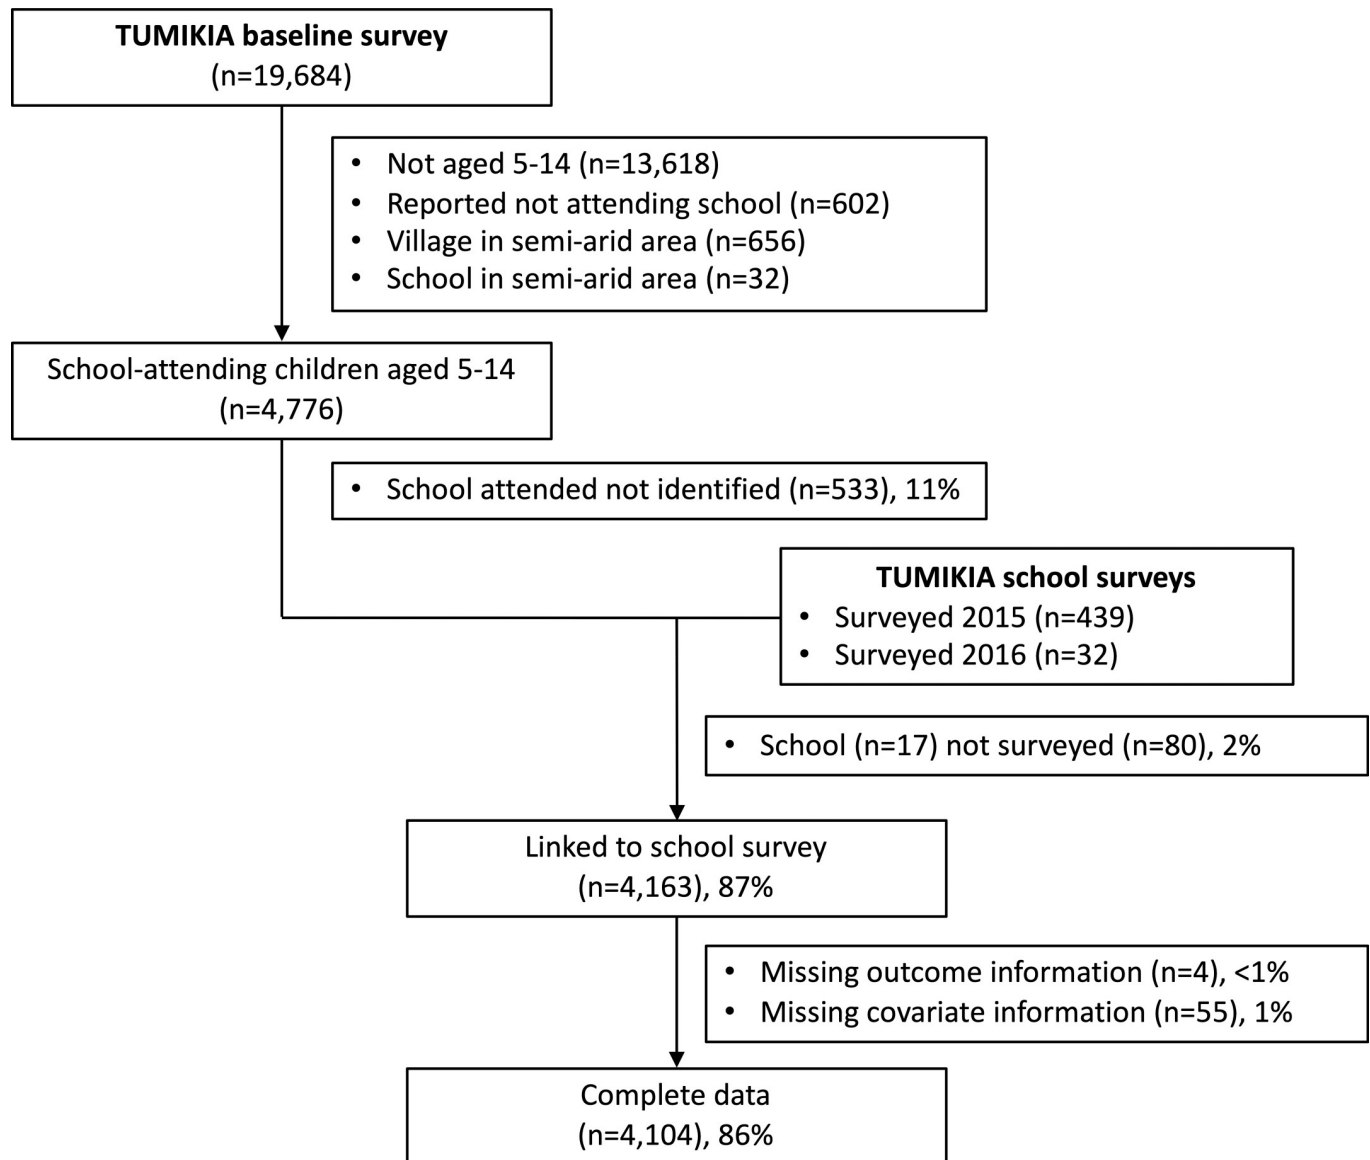 TUMIKIA baseline survey
(n=19,684)
• Not aged 5-14 (n=13,618)
• Reported not attending school (n=602)
• Village in semi-arid area (n=656)
• School in semi-arid area (n=32)
School-attending children aged 5-14
(n=4,776)
• School attended not identified (n=533), 11%
TUMIKIA school surveys
• Surveyed 2015 (n=439)
• Surveyed 2016 (n=32)
• School (n=17) not surveyed (n=80), 2%
Linked to school survey
(n=4,163), 87%
• Missing outcome information (n=4), <1%
• Missing covariate information (n=55), 1%
Complete data
(n=4,104), 86%